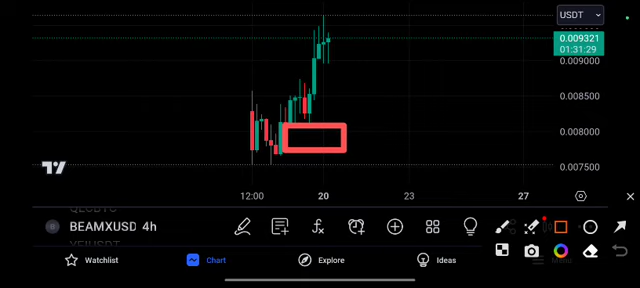 USDT
0.009321
01:31:29
0.009000
0.008500
0.008000
0.007500
12:00 20 23 27
BEAMXUSD 4h
Watchlist Chart Explore Ideas